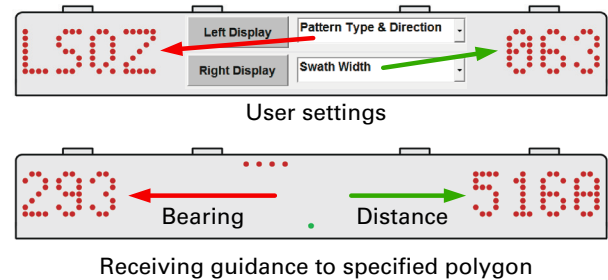 LSOZ
Left Display
Pattern Type & Direction
063
Right Display
Swath Width
User settings
293
Bearing
Distance
5160
Receiving guidance to specified polygon